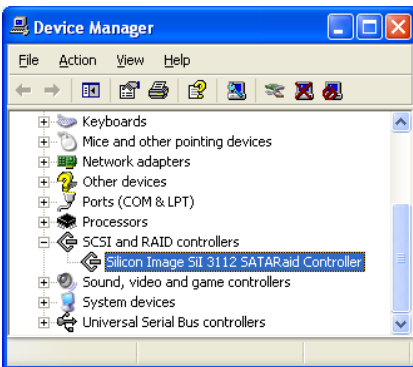 Device Manager
File Action View Help
Keyboards
Mice and other pointing devices
Network adapters
Other devices
Ports (COM & LPT)
Processors
SCSI and RAID controllers
Silicon Image SiI 3112 SATARaid Controller
Sound, video and game controllers
System devices
Universal Serial Bus controllers